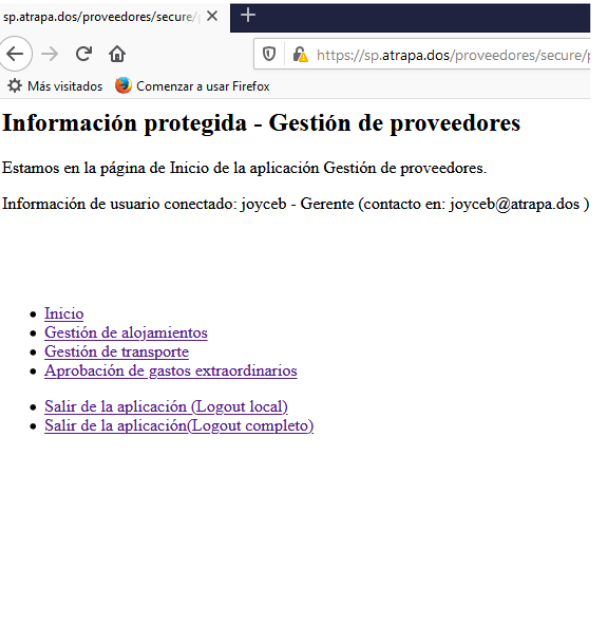 sp.atrapa.dos/proveedores/secure/
https://sp.atrapa.dos/proveedores/secure/
Más visitados Comenzar a usar Firefox
Información protegida - Gestión de proveedores
Estamos en la página de Inicio de la aplicación Gestión de proveedores.
Información de usuario conectado: joyceb - Gerente (contacto en: joyceb@atrapa.dos )
Inicio
Gestión de alojamientos
Gestión de transporte
Aprobación de gastos extraordinarios
Salir de la aplicación (Logout local)
Salir de la aplicación(Logout completo)